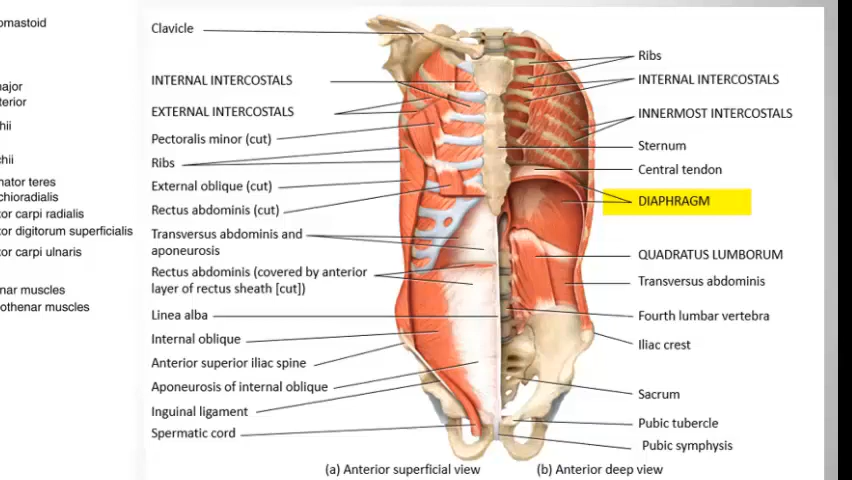 omastoid
ajor
terior
hii
chii
nator teres
chioradialis
or carpi radialis
or digitorum superficialis
or carpi ulnaris
nar muscles
othenar muscles
Clavicle
INTERNAL INTERCOSTALS
EXTERNAL INTERCOSTALS
Pectoralis minor (cut)
Ribs
External oblique (cut)
Rectus abdominis (cut)
Transversus abdominis and
aponeurosis
Rectus abdominis (covered by anterior
layer of rectus sheath [cut])
Linea alba
Internal oblique
Anterior superior iliac spine
Aponeurosis of internal oblique
Inguinal ligament
Spermatic cord
Ribs
INTERNAL INTERCOSTALS
INNERMOST INTERCOSTALS
Sternum
Central tendon
DIAPHRAGM
QUADRATUS LUMBORUM
Transversus abdominis
Fourth lumbar vertebra
Iliac crest
Sacrum
Pubic tubercle
Pubic symphysis
(a) Anterior superficial view
(b) Anterior deep view